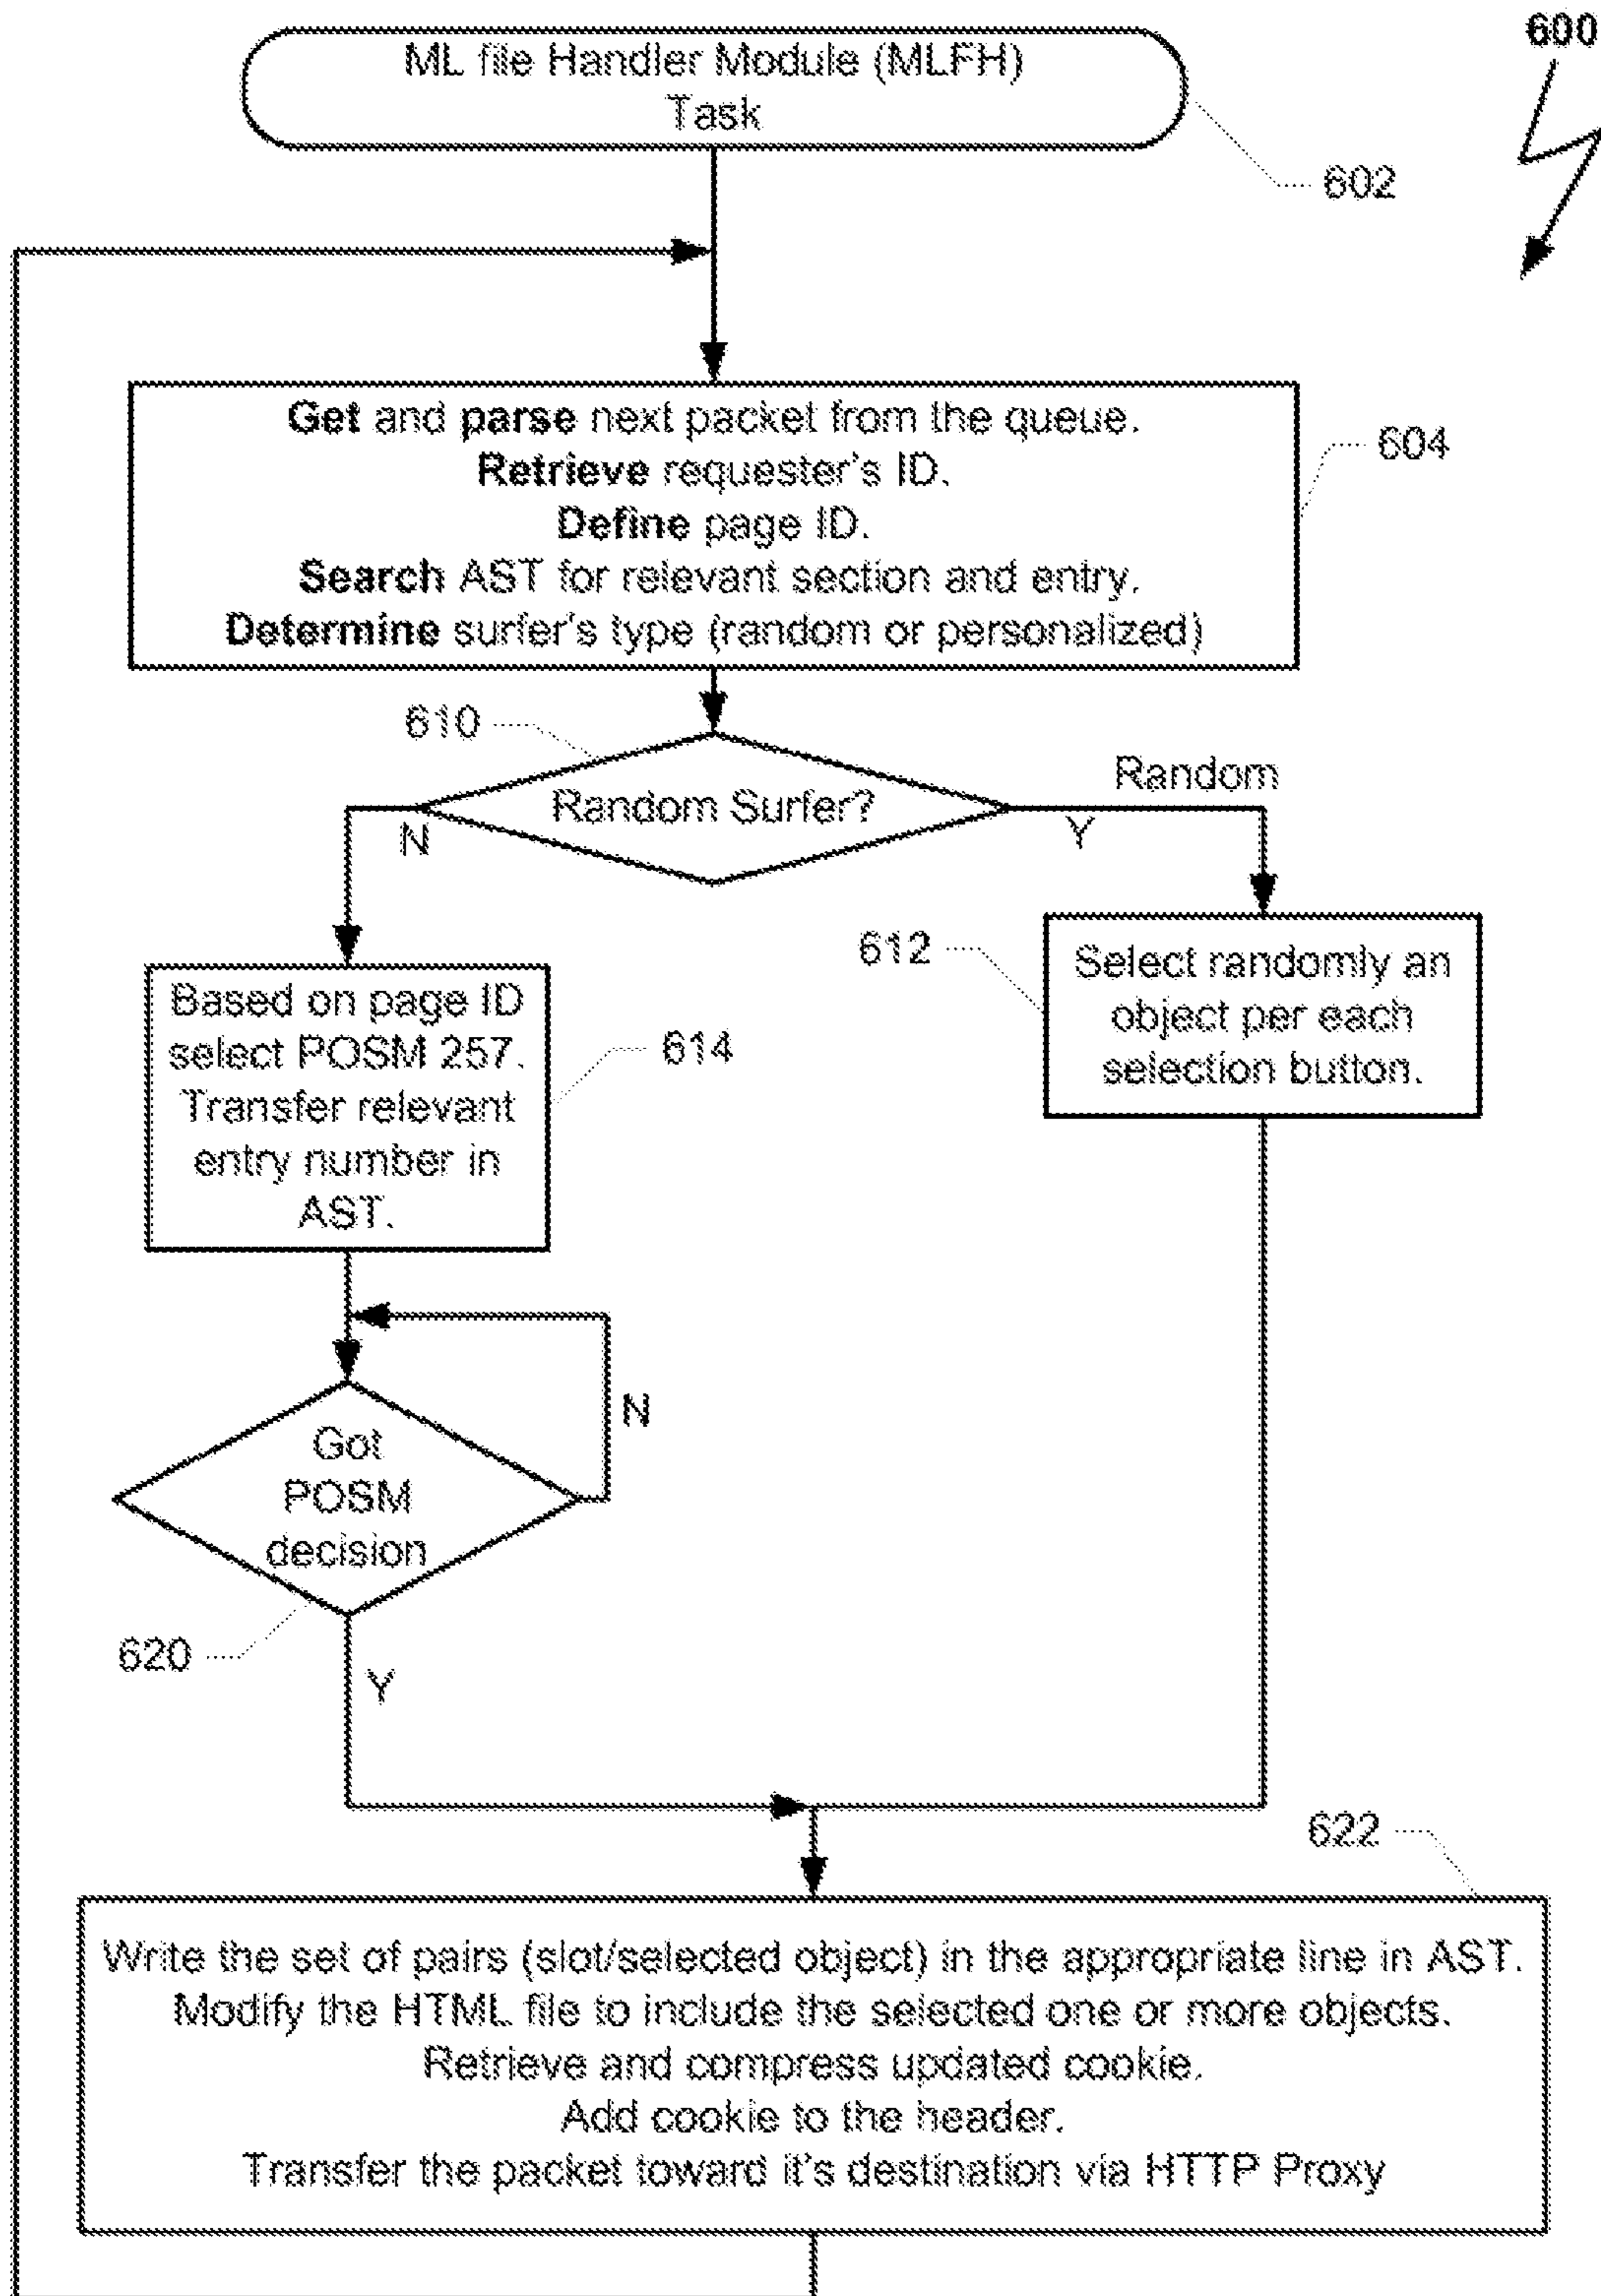 600
ML file Handler Module (MLFH)
Task
602
Get and parse next packet from the queue.
Retrieve requester's ID.
Define page ID.
Search AST for relevant section and entry.
Determine surfer's type (random or personalized)
604
610
Random Surfer?
Random
N
Y
612
Select randomly an
object per each
selection button.
Based on page ID
select POSM 257.
Transfer relevant
entry number in
AST.
614
Got
POSM
decision
N
620
Y
622
Write the set of pairs (slot/selected object) in the appropriate line in AST.
Modify the HTML file to include the selected one or more objects.
Retrieve and compress updated cookie.
Add cookie to the header.
Transfer the packet toward it's destination via HTTP Proxy